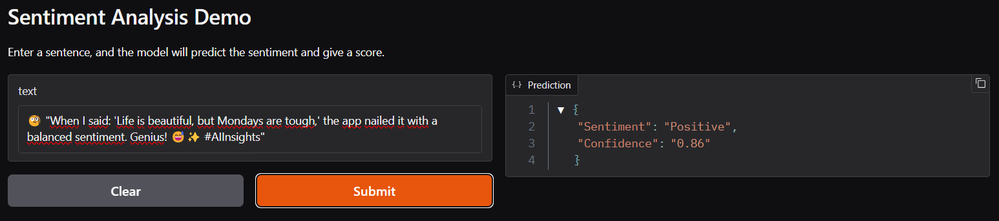 Sentiment Analysis Demo
Enter a sentence, and the model will predict the sentiment and give a score.
text
🧐 "When I said: 'Life is beautiful, but Mondays are tough,' the app nailed it with a
balanced sentiment. Genius! 😅✨ #AIInsights"
Clear
Submit
{..} Prediction
1 ▼ {
2 "Sentiment": "Positive",
3 "Confidence": "0.86"
4 }